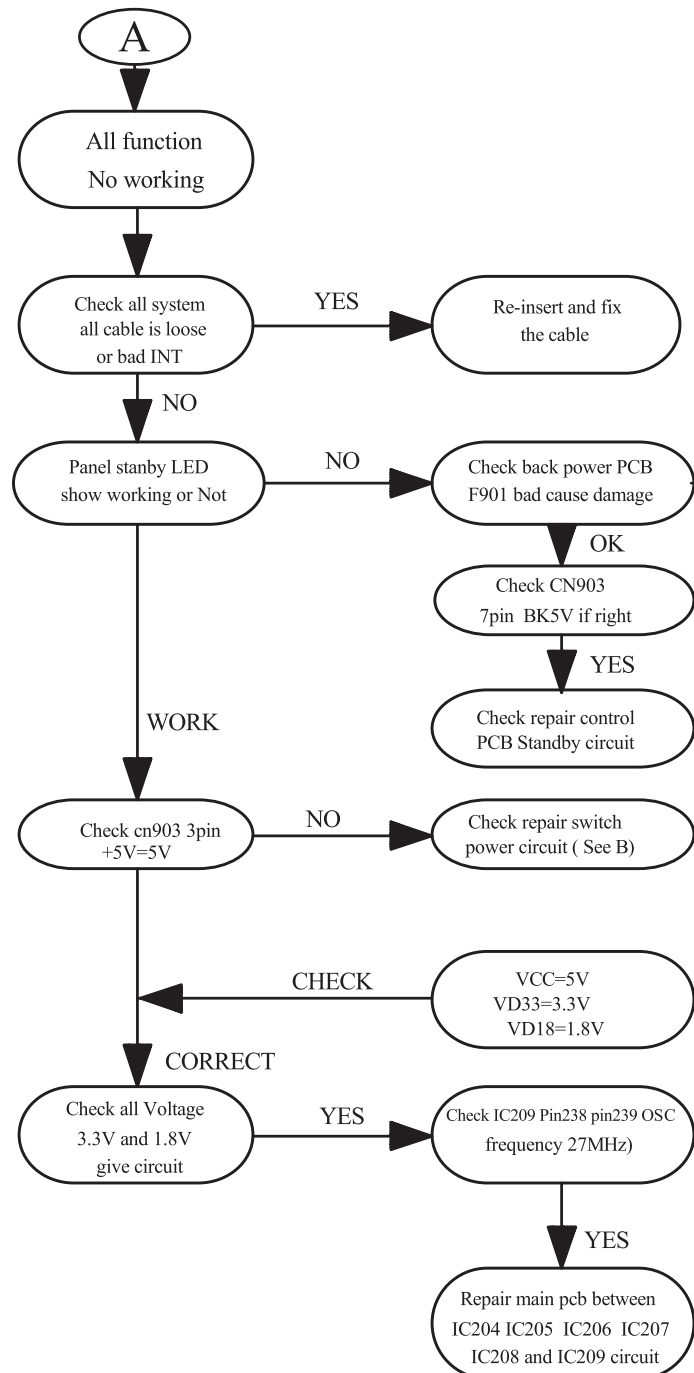 A
All function
No working
Check all system
all cable is loose
or bad INT
YES
Re-insert and fix
the cable
NO
Panel stanby LED
show working or Not
NO
Check back power PCB
F901 bad cause damage
OK
Check CN903
7pin BK5V if right
YES
Check repair control
PCB Standby circuit
WORK
Check cn903 3pin
+5V=5V
NO
Check repair switch
power circuit ( See B)
CHECK
VCC=5V
VD33=3.3V
VD18=1.8V
CORRECT
Check all Voltage
3.3V and 1.8V
give circuit
YES
Check IC209 Pin238 pin239 OSC
frequency 27MHz)
YES
Repair main pcb between
IC204 IC205 IC206 IC207
IC208 and IC209 circuit